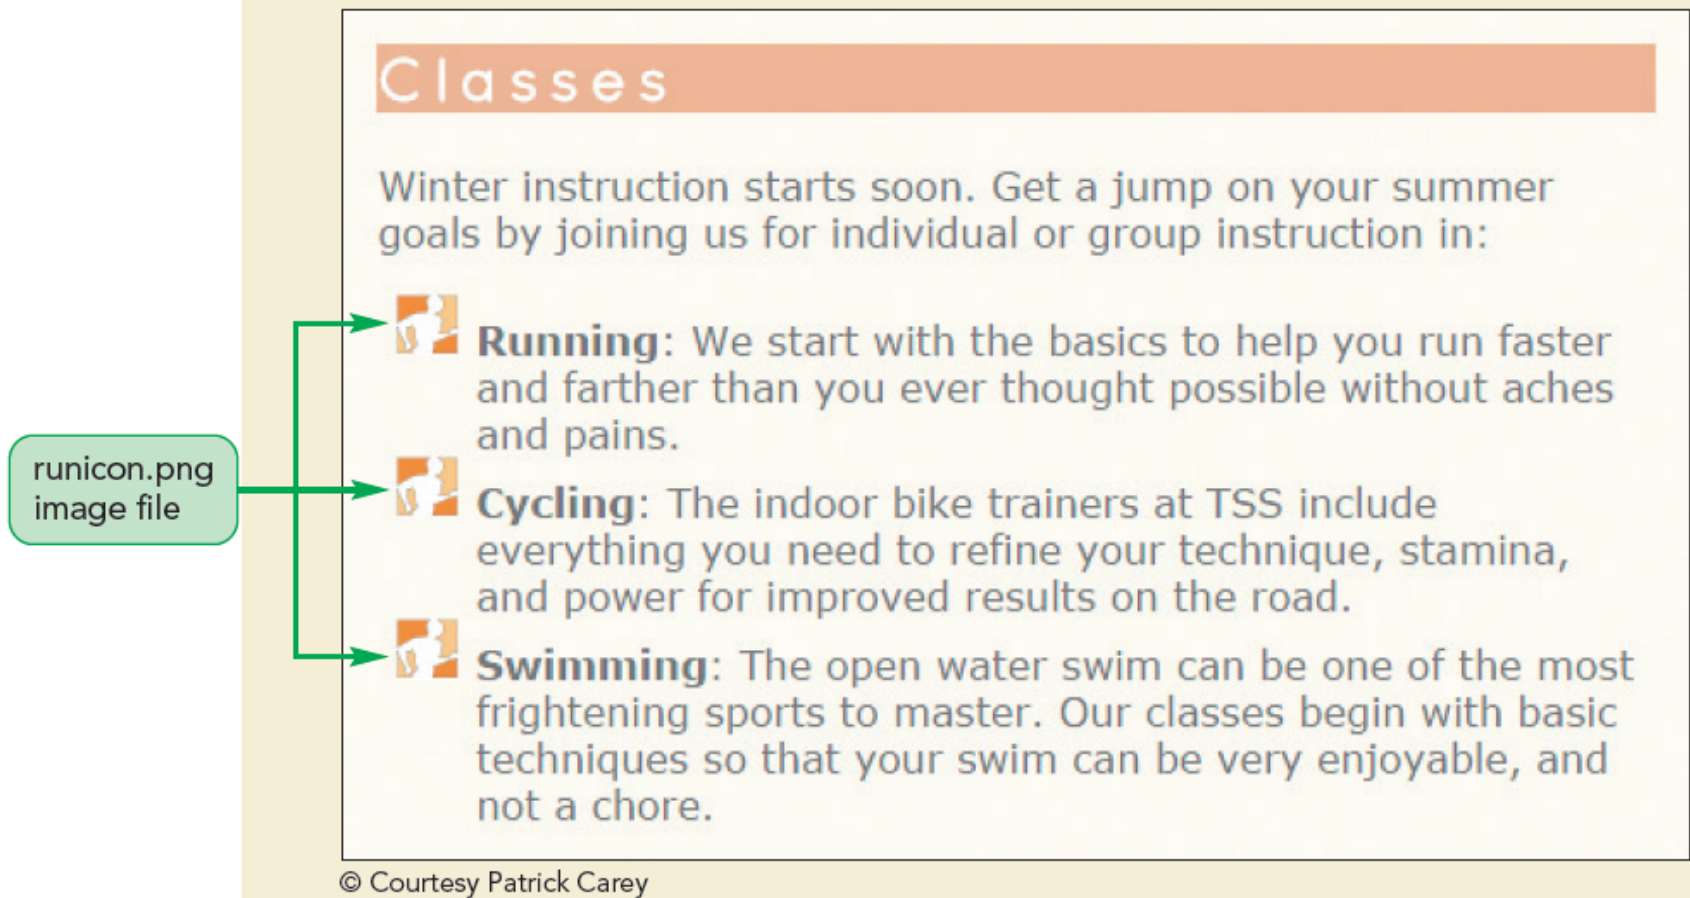 Classes
Winter instruction starts soon. Get a jump on your summer
goals by joining us for individual or group instruction in:
Running: We start with the basics to help you run faster
and farther than you ever thought possible without aches
and pains.
runicon.png
image file
Cycling: The indoor bike trainers at TSS include
everything you need to refine your technique, stamina,
and power for improved results on the road.
Swimming: The open water swim can be one of the most
frightening sports to master. Our classes begin with basic
techniques so that your swim can be very enjoyable, and
not a chore.
© Courtesy Patrick Carey